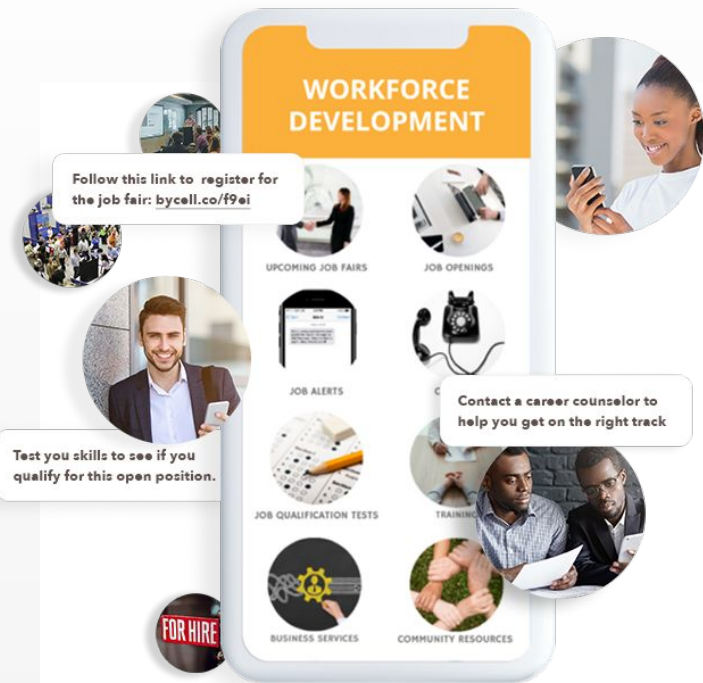 WORKFORCE
DEVELOPMENT
Follow this link to register for
the job fair: bycell.co/f9ei
UPCOMING JOB FAIRS
JOB OPENINGS
JOB ALERTS
Contact a career counselor to
help you get on the right track
Test you skills to see if you
qualify for this open position.
JOB QUALIFICATION TESTS
TRAINING
FOR HIRE
BUSINESS SERVICES
COMMUNITY RESOURCES